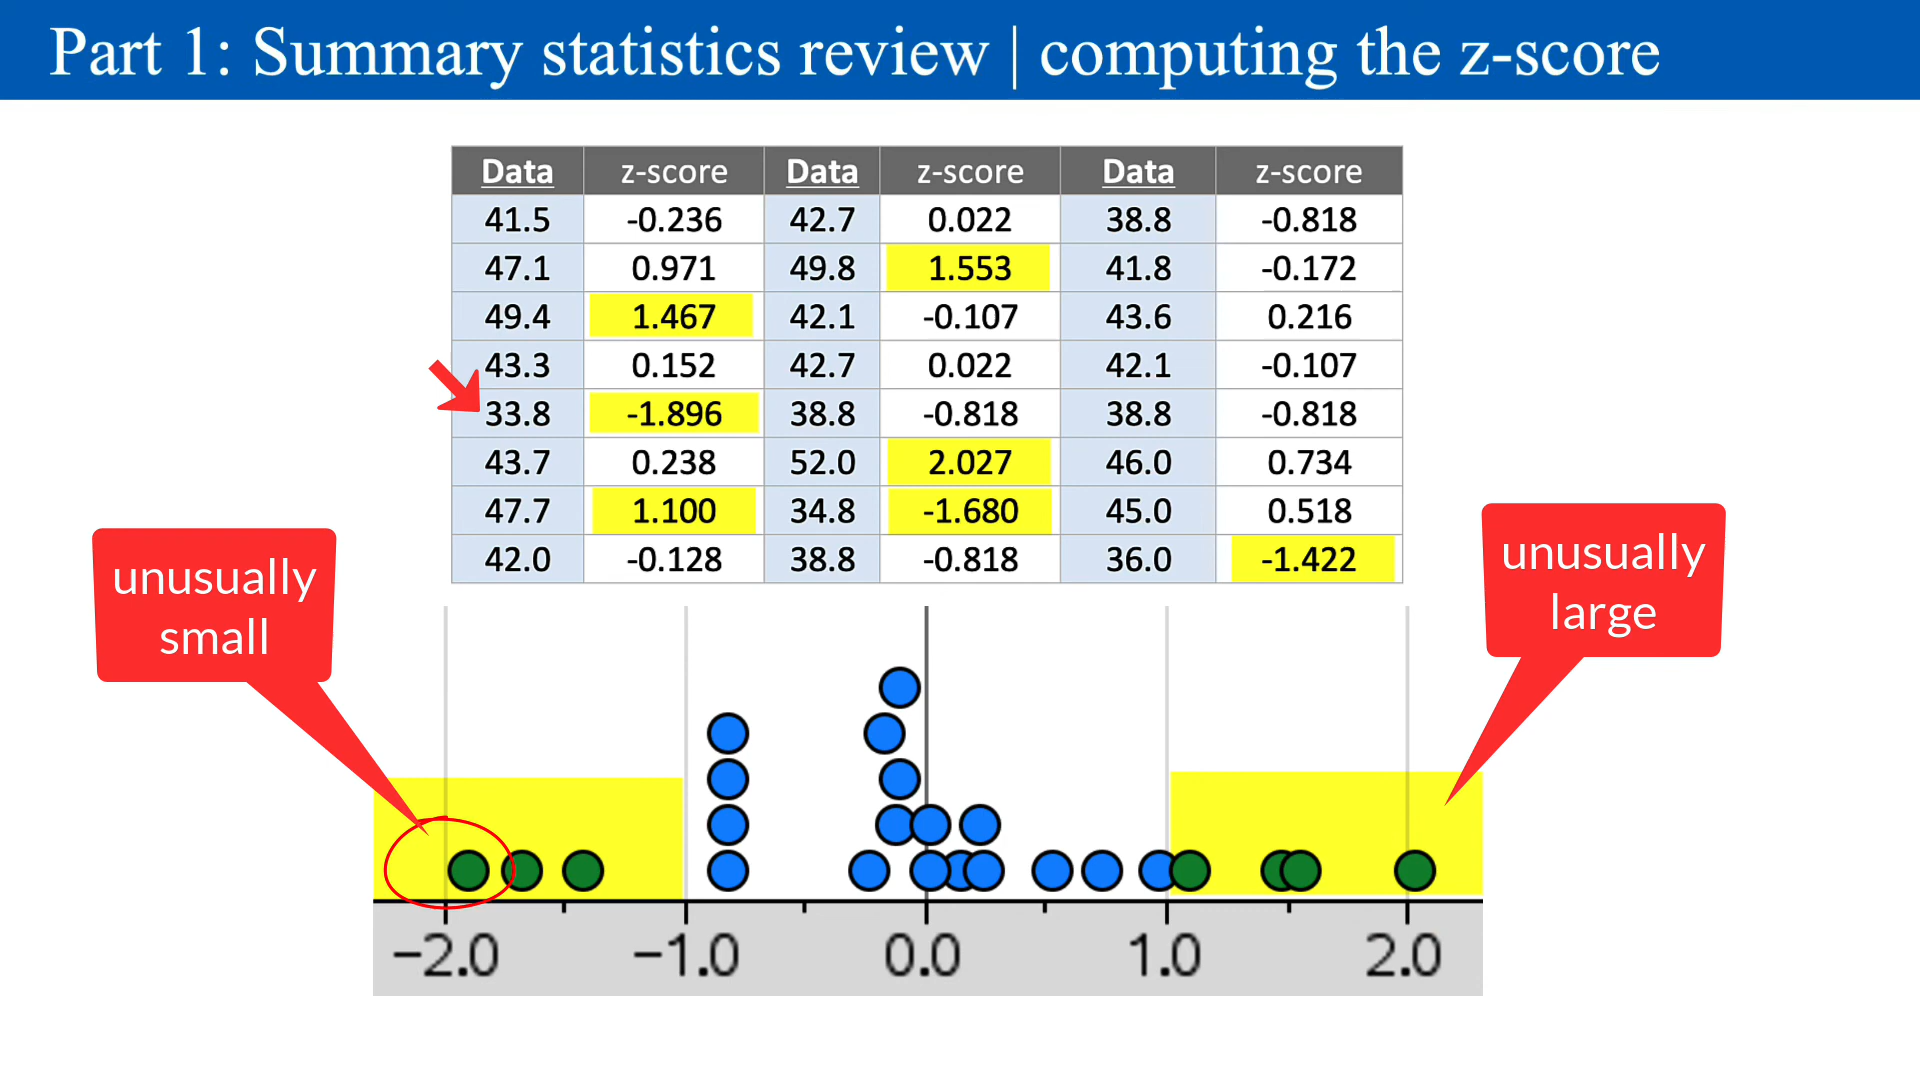 Part 1: Summary statistics review | computing the z-score
Data z-score Data z-score Data z-score
41.5 -0.236 42.7 0.022 38.8 -0.818
47.1 0.971 49.8 1.553 41.8 -0.172
49.4 1.467 42.1 -0.107 43.6 0.216
43.3 0.152 42.7 0.022 42.1 -0.107
33.8 -1.896 38.8 -0.818 38.8 -0.818
43.7 0.238 52.0 2.027 46.0 0.734
47.7 1.100 34.8 -1.680 45.0 0.518
42.0 -0.128 38.8 -0.818 36.0 -1.422
unusually
small
unusually
large
−2.0 −1.0 0.0 1.0 2.0